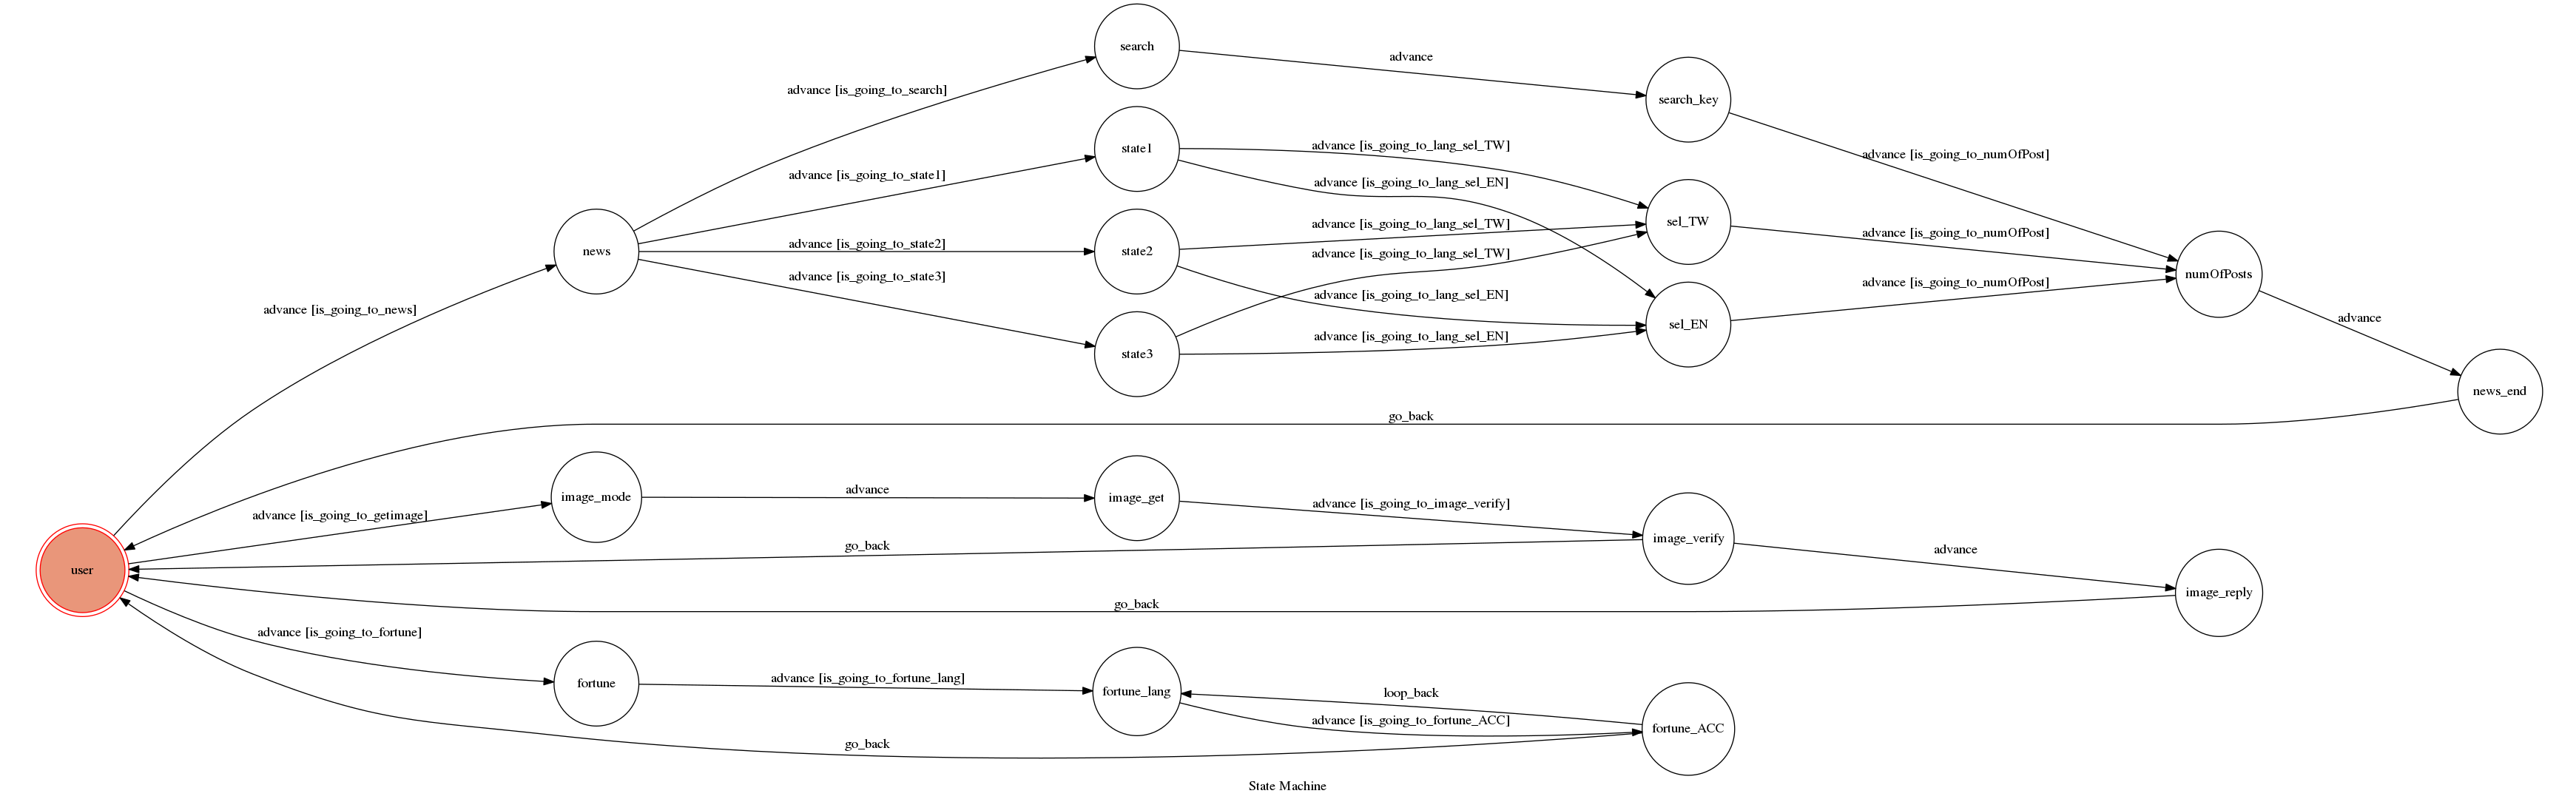 search
advance
advance [is_going_to_search]
search_key
state1
advance [is_going_to_lang_sel_TW]
advance [is_going_to_numOfPost]
advance [is_going_to_state1]
advance [is_going_to_lang_sel_EN]
sel_TW
advance [is_going_to_lang_sel_TW]
advance [is_going_to_numOfPost]
advance [is_going_to_state2]
news
state2
advance [is_going_to_lang_sel_TW]
numOfPosts
advance [is_going_to_state3]
advance [is_going_to_numOfPost]
advance [is_going_to_lang_sel_EN]
advance [is_going_to_news]
advance
sel_EN
advance [is_going_to_lang_sel_EN]
state3
news_end
go_back
advance
image_mode
image_get
advance [is_going_to_image_verify]
advance [is_going_to_getimage]
image_verify
go_back
advance
user
image_reply
go_back
advance [is_going_to_fortune]
advance [is_going_to_fortune_lang]
fortune
fortune_lang
loop_back
advance [is_going_to_fortune_ACC]
fortune_ACC
go_back
State Machine